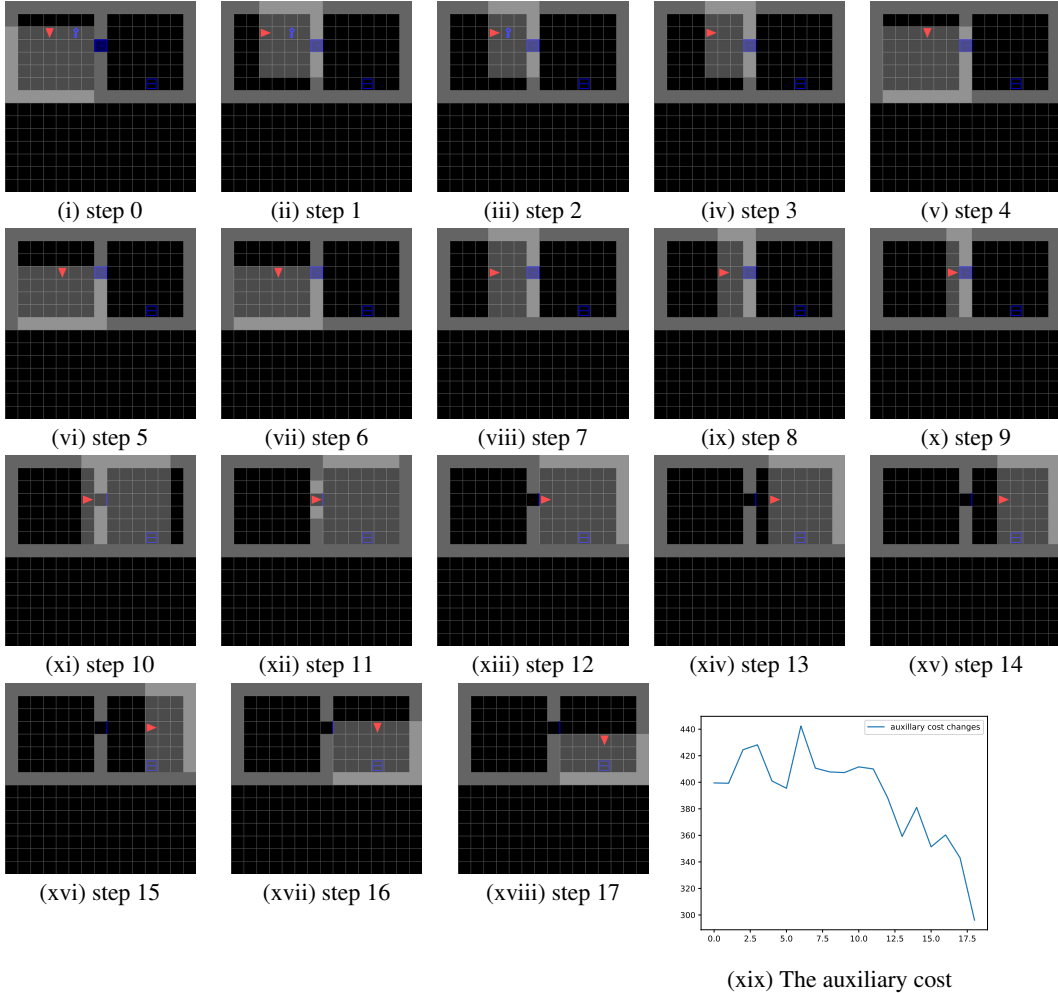 (i) step 0
(ii) step 1
(iii) step 2
(iv) step 3
(v) step 4
(vi) step 5
(vii) step 6
(viii) step 7
(ix) step 8
(x) step 9
(xi) step 10
(xii) step 11
(xiii) step 12
(xiv) step 13
(xv) step 14
(xvi) step 15
(xvii) step 16
(xviii) step 17
auxillary cost changes
440
420
400
380
360
340
320
300
0.0 2.5 5.0 7.5 10.0 12.5 15.0 17.5
(xix) The auxiliary cost